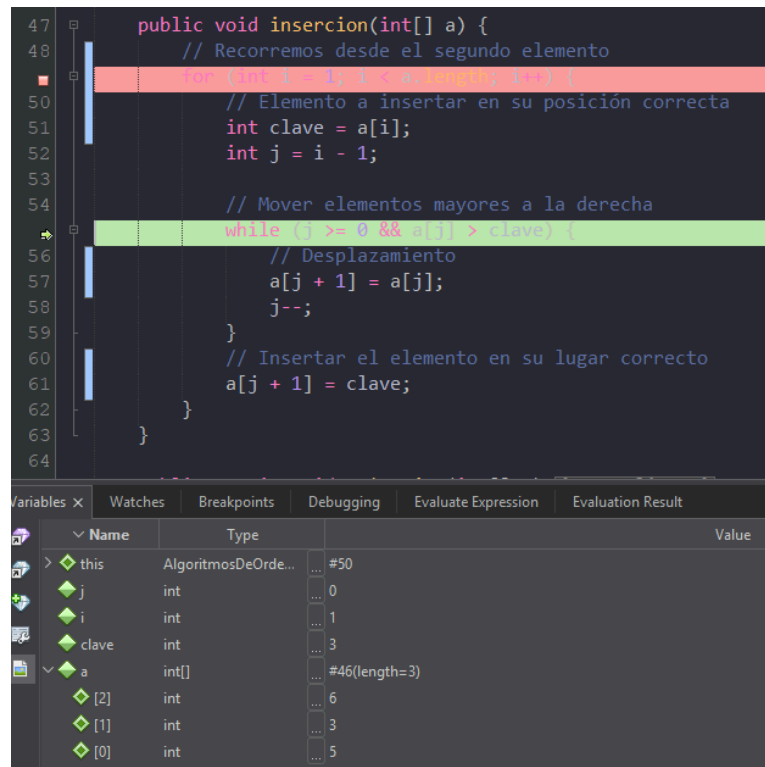 47 public void insercion(int[] a) {
48 // Recorremos desde el segundo elemento
for (int i = 1; i < a.length; i++) {
50 // Elemento a insertar en su posición correcta
51 int clave = a[i];
52 int j = i - 1;
53
54 // Mover elementos mayores a la derecha
while (j >= 0 && a[j] > clave) {
56 // Desplazamiento
57 a[j + 1] = a[j];
58 j--;
59 }
60 // Insertar el elemento en su lugar correcto
61 a[j + 1] = clave;
62 }
63 }
64
Variables × Watches Breakpoints Debugging Evaluate Expression Evaluation Result
Name Type Value
this AlgoritmosDeOrde... ... #50
j int ... 0
i int ... 1
clave int ... 3
a int[] ... #46(length=3)
[2] int ... 6
[1] int ... 3
[0] int ... 5